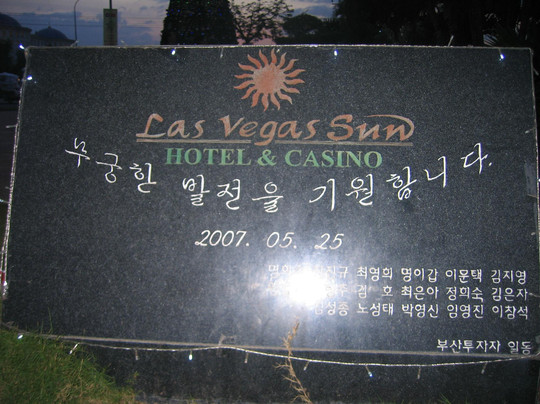 Las Vegas Sun
HOTEL & CASINO
무궁한 발전을 기원합니다.
2007. 05. 25
최영희 명이갑 이훈택 김지영
호 최은아 정희숙 김은자
노성태 박영신 임영진 이참석
부산투자자 일동